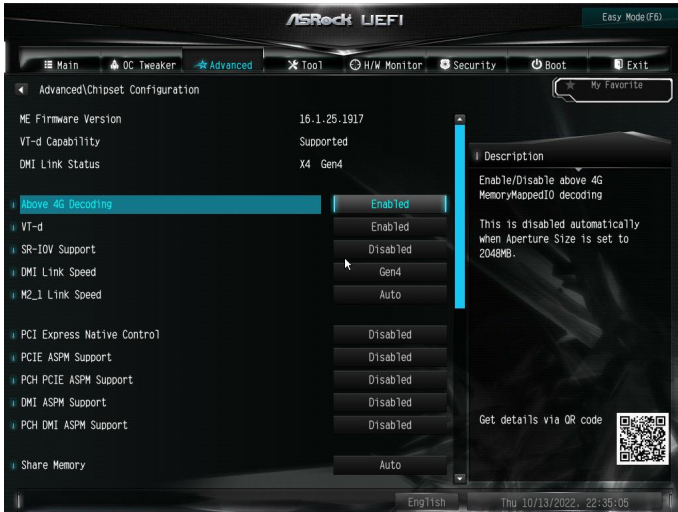 ASRock UEFI
Easy Mode(F6)
Main
OC Tweaker
Advanced
Tool
H/W Monitor
Security
Boot
Exit
Advanced\Chipset Configuration
My Favorite
ME Firmware Version 16.1.25.1917
VT-d Capability Supported
DMI Link Status X4 Gen4
Above 4G Decoding Enabled
VT-d Enabled
SR-IOV Support Disabled
DMI Link Speed Gen4
M2_1 Link Speed Auto
PCI Express Native Control Disabled
PCIE ASPM Support Disabled
PCH PCIE ASPM Support Disabled
DMI ASPM Support Disabled
PCH DMI ASPM Support Disabled
Share Memory Auto
Description
Enable/Disable above 4G
MemoryMappedIO decoding
This is disabled automatically
when Aperture Size is set to
2048MB.
Get details via QR code
English
Thu 10/13/2022, 22:35:05